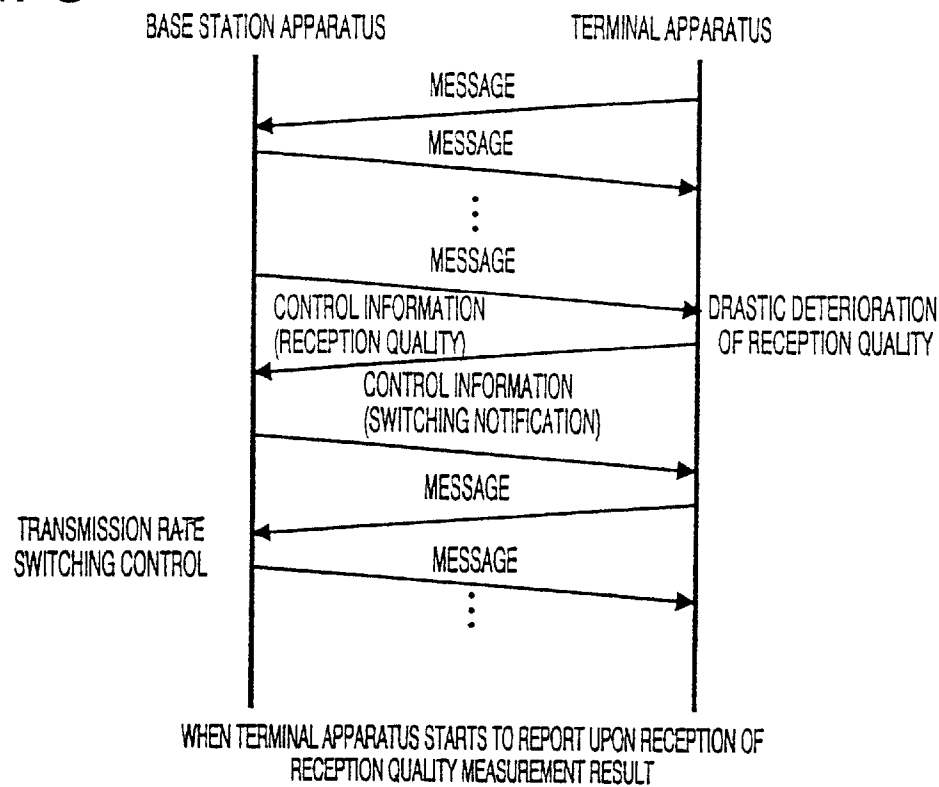 BASE STATION APPARATUS
TERMINAL APPARATUS
MESSAGE
MESSAGE
MESSAGE
CONTROL INFORMATION
(RECEPTION QUALITY)
DRASTIC DETERIORATION
OF RECEPTION QUALITY
CONTROL INFORMATION
(SWITCHING NOTIFICATION)
MESSAGE
TRANSMISSION RATE
SWITCHING CONTROL
MESSAGE
WHEN TERMINAL APPARATUS STARTS TO REPORT UPON RECEPTION OF
RECEPTION QUALITY MEASUREMENT RESULT